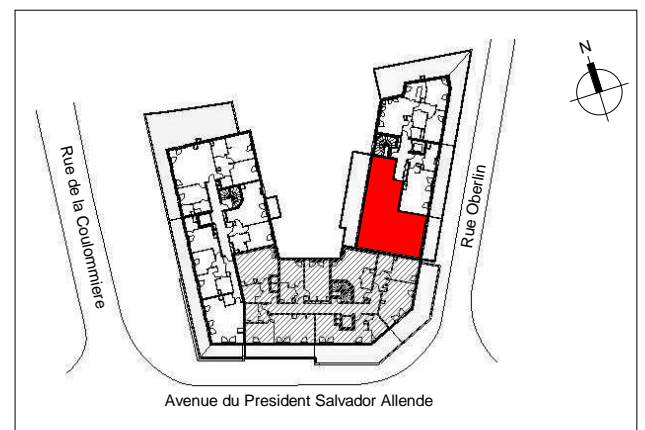 N
Rue de la Coulommiere
Rue Oberlin
Avenue du President Salvador Allende